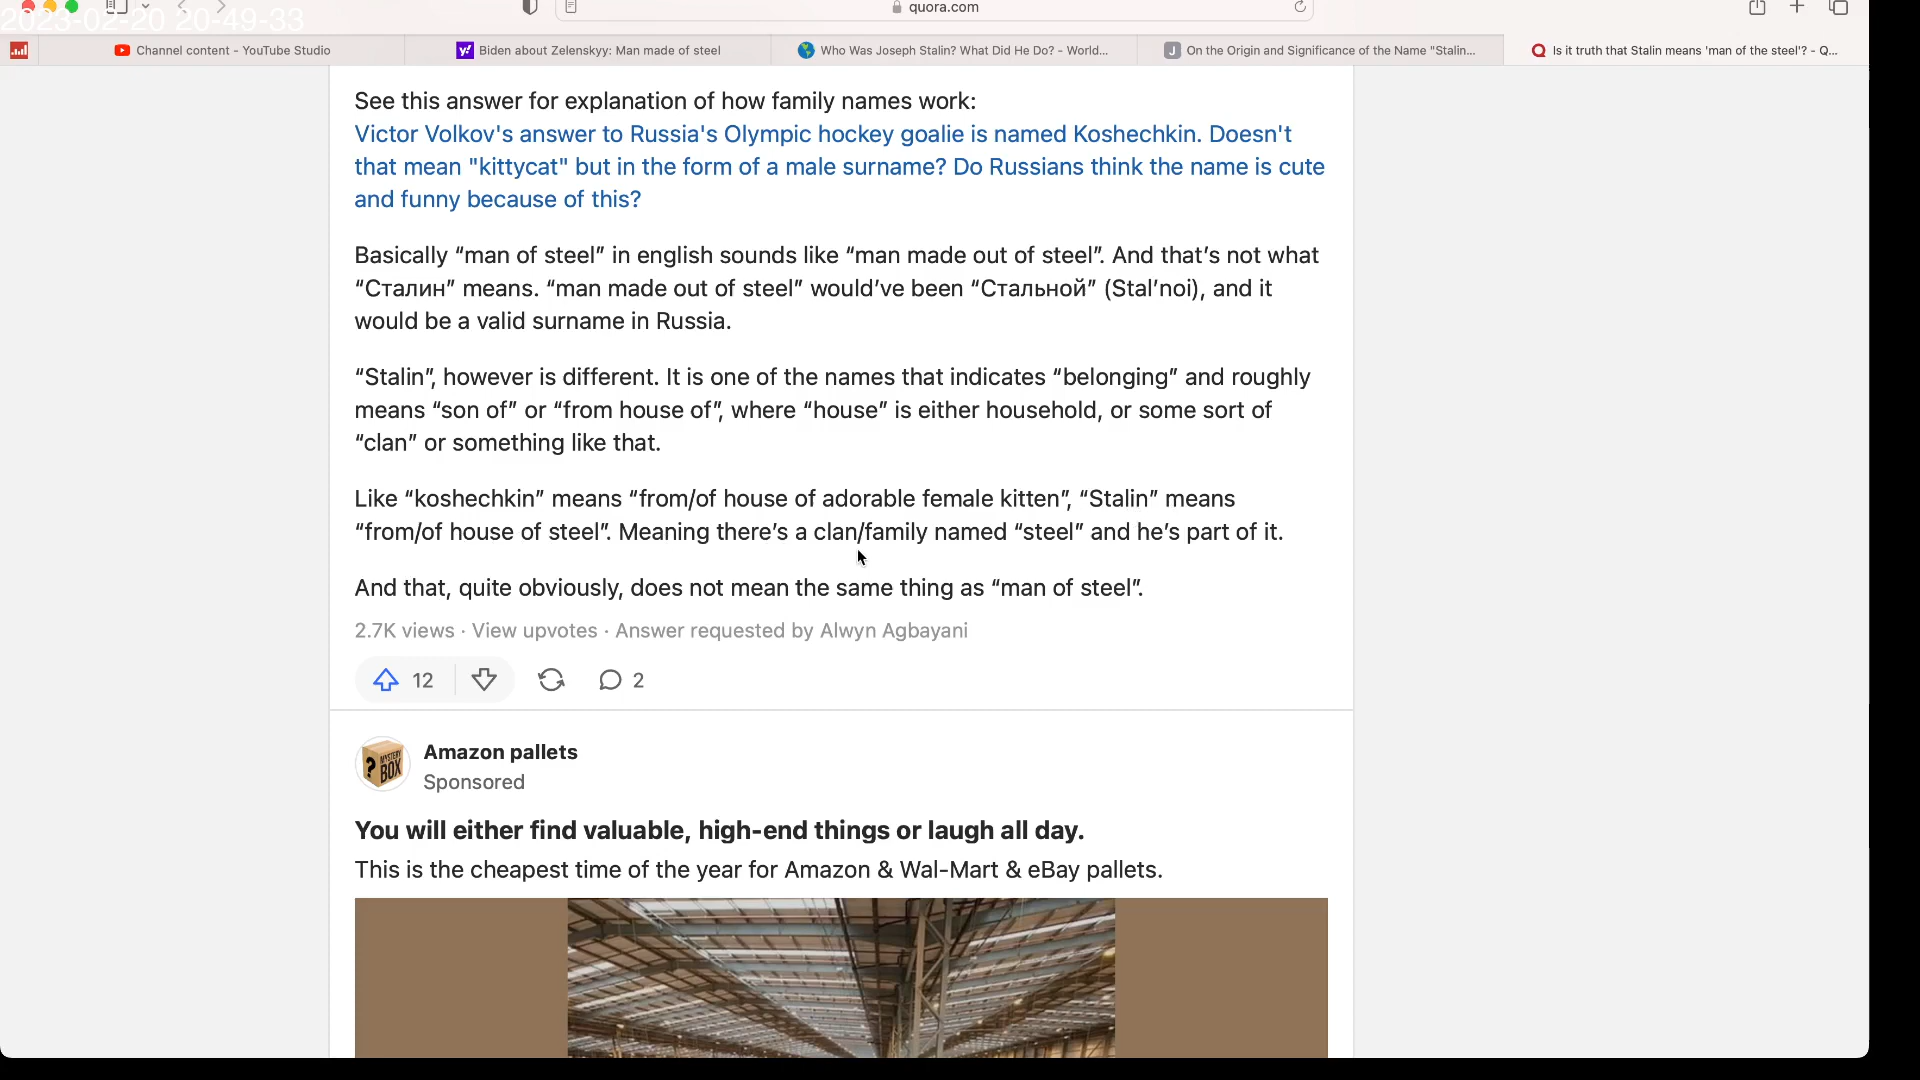 2023-02-20 20-49-33
quora.com
Channel content - YouTube Studio
Biden about Zelenskyy: Man made of steel
Who Was Joseph Stalin? What Did He Do? - World...
J On the Origin and Significance of the Name "Stalin...
Is it truth that Stalin means 'man of the steel'? - Q...
See this answer for explanation of how family names work:
Victor Volkov's answer to Russia's Olympic hockey goalie is named Koshechkin. Doesn't
that mean "kittycat" but in the form of a male surname? Do Russians think the name is cute
and funny because of this?
Basically “man of steel” in english sounds like “man made out of steel”. And that’s not what
“Сталин” means. “man made out of steel” would’ve been “Стальной” (Stal’noi), and it
would be a valid surname in Russia.
“Stalin”, however is different. It is one of the names that indicates “belonging” and roughly
means “son of” or “from house of”, where “house” is either household, or some sort of
“clan” or something like that.
Like “koshechkin” means “from/of house of adorable female kitten”, “Stalin” means
“from/of house of steel”. Meaning there’s a clan/family named “steel” and he’s part of it.
And that, quite obviously, does not mean the same thing as “man of steel”.
2.7K views · View upvotes · Answer requested by Alwyn Agbayani
12
2
MYSTERY
? BOX
Amazon pallets
Sponsored
You will either find valuable, high-end things or laugh all day.
This is the cheapest time of the year for Amazon & Wal-Mart & eBay pallets.